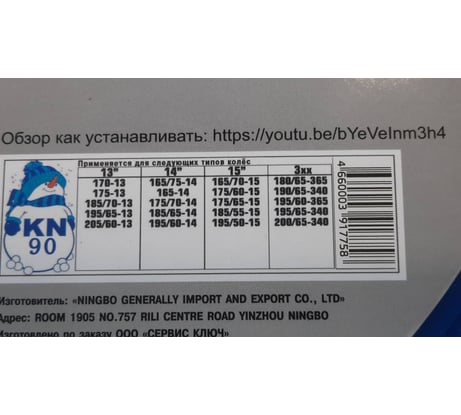 Обзор как устанавливать: https://youtu.be/bYeVeInm3h4
Применяется для следующих типов колёс
13" 14" 15" 3xx
170-13 165/75-14 165/70-15 180/65-365
175-13 165-14 175/60-15 190/65-340
185/70-13 175/70-14 175/65-15 195/60-365
195/65-13 185/65-14 185/55-15 195/65-340
205/60-13 195/60-14 195/50-15 200/65-340
KN
90
4 660003 917758
Изготовитель: «NINGBO GENERALLY IMPORT AND EXPORT CO., LTD»
Адрес: ROOM 1905 NO.757 RILI CENTRE ROAD YINZHOU NINGBO
Изготовлено по заказу ООО "СЕРВИС КЛЮЧ"